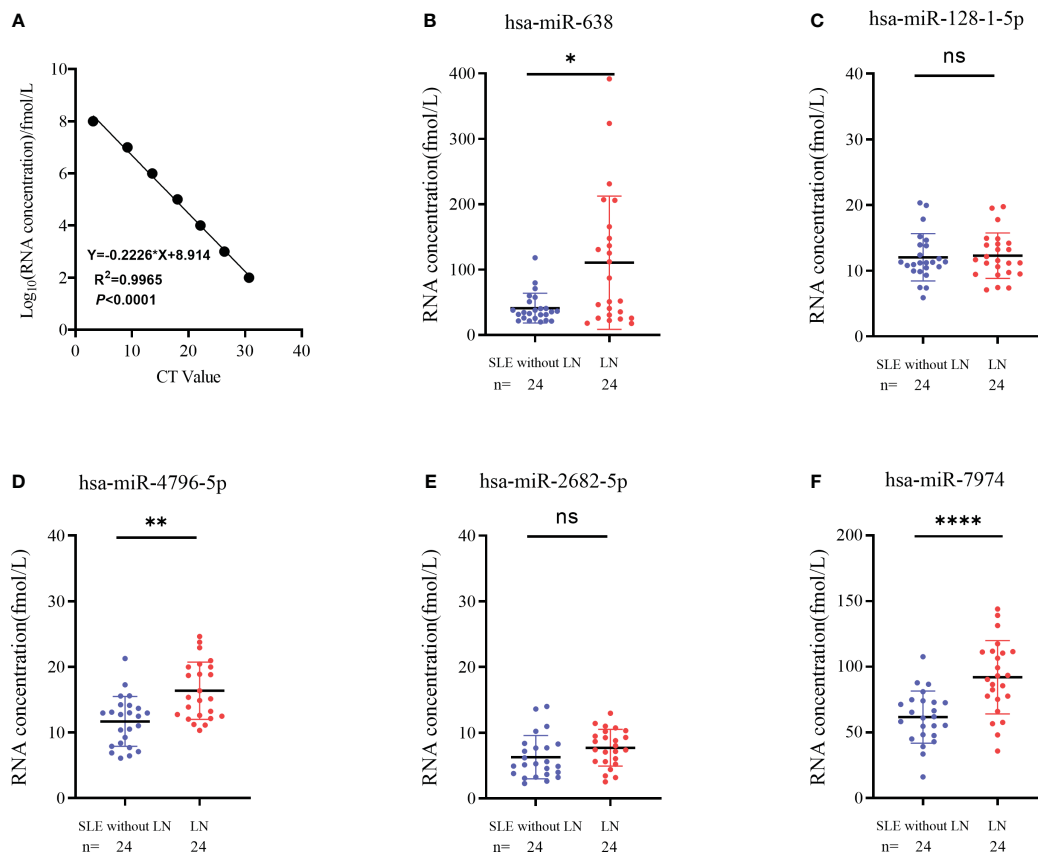 A
Log10(RNA concentration)/fmol/L
10
8
6
4
2
0
Y=-0.2226*X+8.914
R2=0.9965
P<0.0001
0 10 20 30 40
CT Value
B
hsa-miR-638
*
RNA concentration(fmol/L)
400
300
200
100
0
SLE without LN LN
n= 24 24
C
hsa-miR-128-1-5p
ns
RNA concentration(fmol/L)
40
30
20
10
0
SLE without LN LN
n= 24 24
D
hsa-miR-4796-5p
**
RNA concentration(fmol/L)
40
30
20
10
0
SLE without LN LN
n= 24 24
E
hsa-miR-2682-5p
ns
RNA concentration(fmol/L)
40
30
20
10
0
SLE without LN LN
n= 24 24
F
hsa-miR-7974
****
RNA concentration(fmol/L)
200
150
100
50
0
SLE without LN LN
n= 24 24